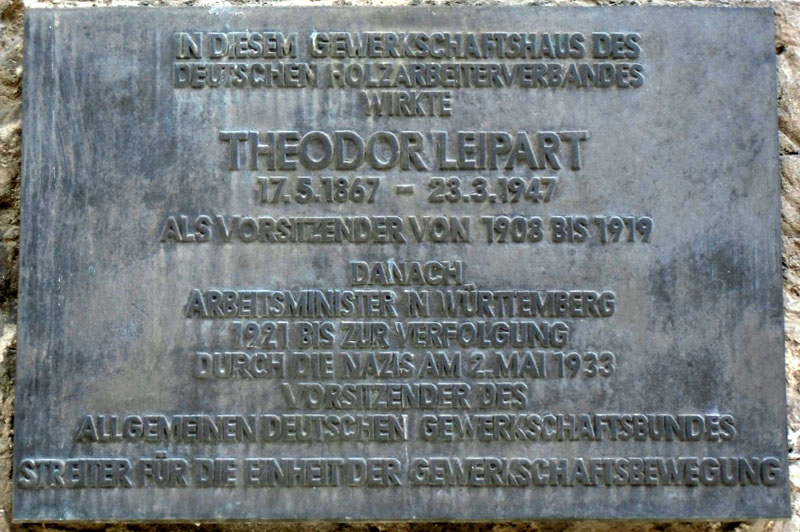 IN DIESEM GEWERKSCHAFTSHAUS DES
DEUTSCHEN HOLZARBEITERVERBANDES
WIRKTE
THEODOR LEIPART
17.5.1867 – 23.3.1947
ALS VORSITZENDER VON 1908 BIS 1919
DANACH
ARBEITSMINISTER IN WÜRTTEMBERG
1921 BIS ZUR VERFOLGUNG
DURCH DIE NAZIS AM 2. MAI 1933
VORSITZENDER DES
ALLGEMEINEN DEUTSCHEN GEWERKSCHAFTSBUNDES
STREITER FÜR DIE EINHEIT DER GEWERKSCHAFTSBEWEGUNG